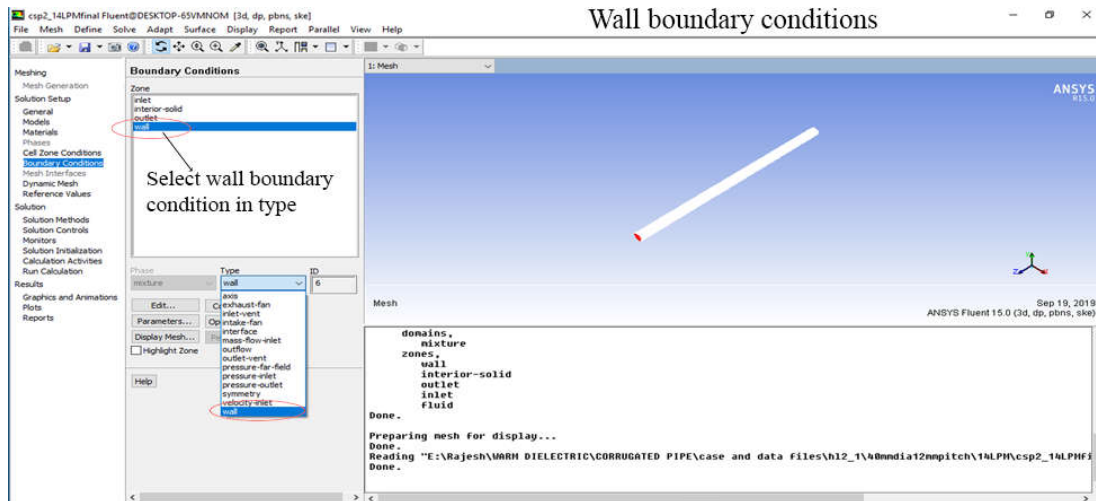 csp2_14LPMfinal Fluent@DESKTOP-65VMNOM [3d, dp, pbns, ske]
Wall boundary conditions
File Mesh Define Solve Adapt Surface Display Report Parallel View Help
Meshing
Mesh Generation
Solution Setup
General
Models
Materials
Phases
Cell Zone Conditions
Boundary Conditions
Mesh Interfaces
Dynamic Mesh
Reference Values
Solution
Solution Methods
Solution Controls
Monitors
Solution Initialization
Calculation Activities
Run Calculation
Results
Graphics and Animations
Plots
Reports
Boundary Conditions
Zone
inlet
interior-solid
outlet
wall
Select wall boundary
condition in type
Phase Type ID
mixture wall 6
Edit...
Parameters...
Display Mesh...
Highlight Zone
Help
axis
exhaust-fan
inlet-vent
intake-fan
interface
mass-flow-inlet
outflow
outlet-vent
pressure-far-field
pressure-inlet
pressure-outlet
symmetry
velocity-inlet
wall
1: Mesh
ANSYS
R15.0
Mesh
Sep 19, 2019
ANSYS Fluent 15.0 (3d, dp, pbns, ske)
domains,
mixture
zones,
wall
interior-solid
outlet
inlet
fluid
Done.
Preparing mesh for display...
Done.
Reading "E:\Rajesh\WARM DIELECTRIC\CORRUGATED PIPE\case and data files\hl2_1\40mmdia12mmpitch\14LPM\csp2_14LPMfi
Done.